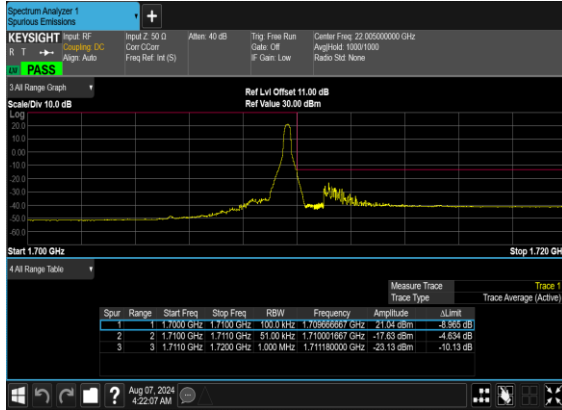 Spectrum Analyzer 1
Spurious Emissions
+
KEYSIGHT Input: RF Input Z: 50 Ω Atten: 40 dB Trig: Free Run Center Freq: 22.005000000 GHz
R T Coupling: DC Corr CCorr Gate: Off Avg|Hold: 1000/1000
Align: Auto Freq Ref: Int (S) IF Gain: Low Radio Std: None
PASS
3 All Range Graph
Ref Lvl Offset 11.00 dB
Scale/Div 10.0 dB Ref Value 30.00 dBm
Log
20.0
10.0
0.00
-10.0
-20.0
-30.0
-40.0
-50.0
-60.0
Start 1.700 GHz Stop 1.720 GH
4 All Range Table
Measure Trace Trace 1
Trace Type Trace Average (Active)
Spur Range Start Freq Stop Freq RBW Frequency Amplitude ΔLimit
1 1 1.7000 GHz 1.7100 GHz 100.0 kHz 1.709666667 GHz 21.04 dBm -8.965 dB
2 2 1.7100 GHz 1.7110 GHz 51.00 kHz 1.710001667 GHz -17.63 dBm -4.634 dB
3 3 1.7110 GHz 1.7200 GHz 1.000 MHz 1.711180000 GHz -23.13 dBm -10.13 dB
? Aug 07, 2024
4:22:07 AM